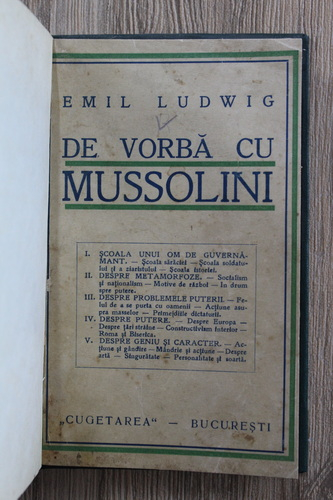 EMIL LUDWIG
DE VORBĂ CU
MUSSOLINI
I. ȘCOALA UNUI OM DE GUVERNĂ-
MÂNT. — Școala sărăciei — Școala soldatu-
lui și a ziaristului — Școala istoriei.
II. DESPRE METAMORFOZE. — Socialism
și naționalism — Motive de război — In drum
spre putere.
III. DESPRE PROBLEMELE PUTERII. — Fe-
lul de a se purta cu oamenii — Acțiune asu-
pra masselor — Primejdiile dictaturii.
IV. DESPRE PUTERE. — Despre Europa —
Despre țări străine — Constructivism interior —
Roma și Biserica.
V. DESPRE GENIU ȘI CARACTER. — Ac-
țiune și gândire — Mândrie și acțiune — Despre
artă — Singurătate — Personalitate și soartă.
„CUGETAREA" — BUCUREȘTI